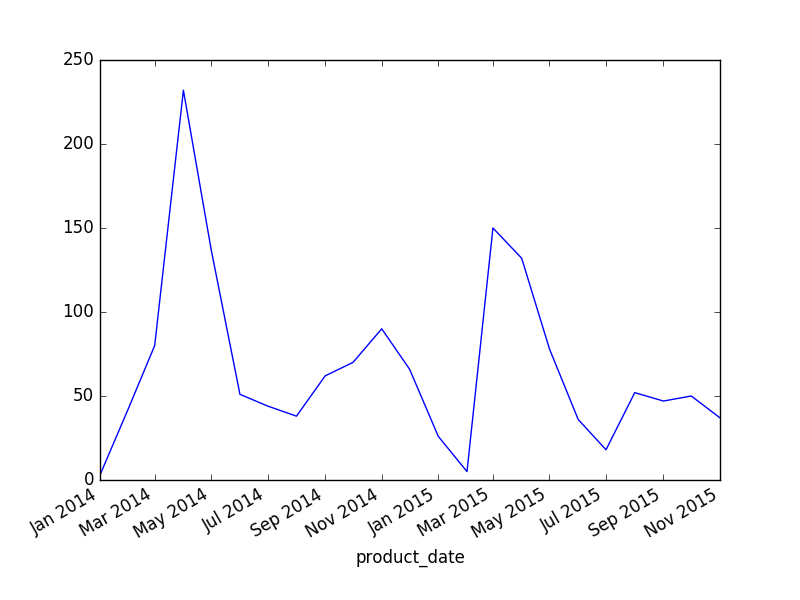 250
200
150
100
50
0
Jan 2014
Mar 2014
May 2014
Jul 2014
Sep 2014
Nov 2014
Jan 2015
Mar 2015
May 2015
Jul 2015
Sep 2015
Nov 2015
product_date